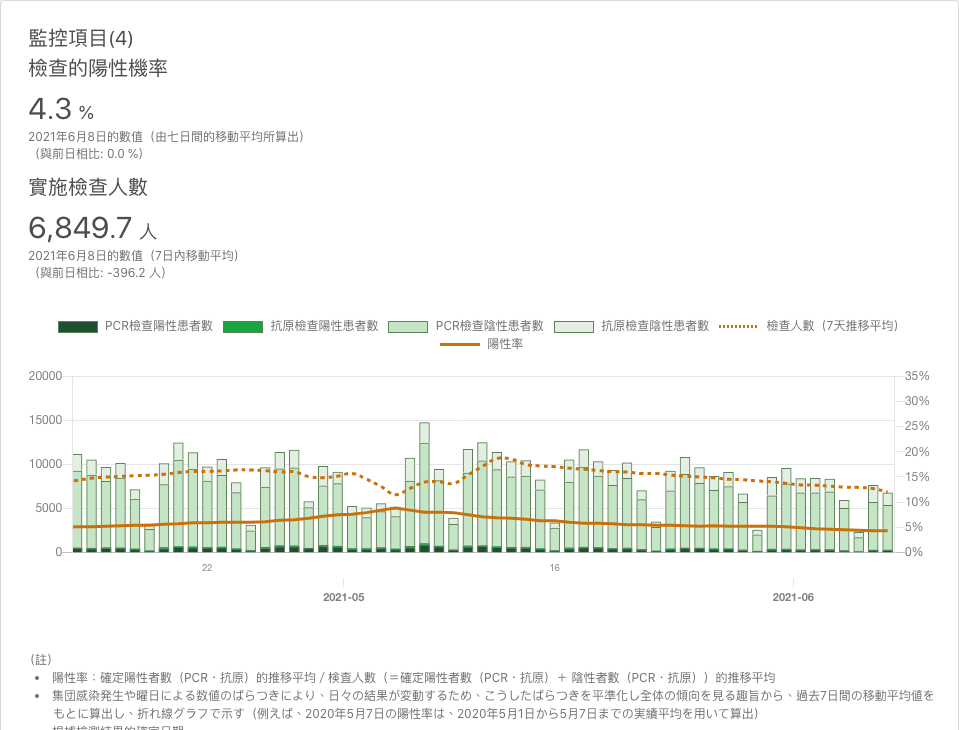 監控項目(4)
檢查的陽性機率
4.3 %
2021年6月8日的數值（由七日間的移動平均所算出）
（與前日相比: 0.0 %）
實施檢查人數
6,849.7 人
2021年6月8日的數值（7日內移動平均）
（與前日相比: -396.2 人）
PCR檢查陽性患者數 抗原檢查陽性患者數 PCR檢查陰性患者數 抗原檢查陰性患者數 檢查人數（7天推移平均）
陽性率
20000 35%
30%
15000 25%
20%
10000 15%
10%
5000 5%
0 0%
22 16
2021-05 2021-06
（註）
• 陽性率：確定陽性者數（PCR・抗原）的推移平均 / 検査人數（＝確定陽性者數（PCR・抗原）＋ 陰性者數（PCR・抗原））的推移平均
• 集団感染発生や曜日による数値のばらつきにより、日々の結果が変動するため、こうしたばらつきを平準化し全体の傾向を見る趣旨から、過去7日間の移動平均値を
もとに算出し、折れ線グラフで示す（例えば、2020年5月7日の陽性率は、2020年5月1日から5月7日までの実績平均を用いて算出）